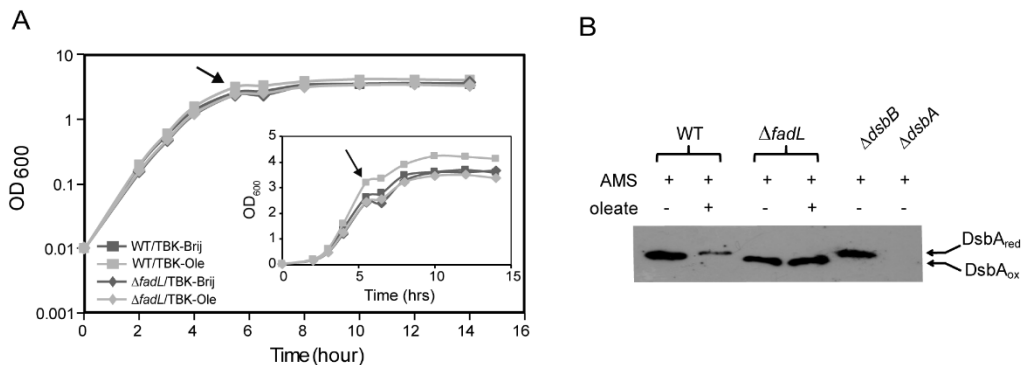 A
OD600
10
1
0.1
0.01
0.001
0 2 4 6 8 10 12 14 16
Time (hour)
WT/TBK-Brij
WT/TBK-Ole
ΔfadL/TBK-Brij
ΔfadL/TBK-Ole
OD600
5
4
3
2
1
0
0 5 10 15
Time (hrs)
B
WT ΔfadL ΔdsbB ΔdsbA
AMS + + + + + +
oleate - + - + - -
DsbAred
DsbAox